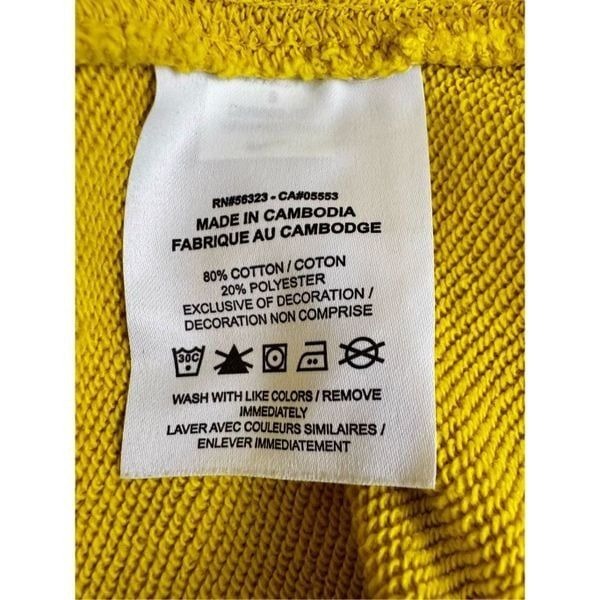 RN#56323 - CA#05553
MADE IN CAMBODIA
FABRIQUE AU CAMBODGE
80% COTTON / COTON
20% POLYESTER
EXCLUSIVE OF DECORATION /
DECORATION NON COMPRISE
30C
WASH WITH LIKE COLORS / REMOVE
IMMEDIATELY
LAVER AVEC COULEURS SIMILAIRES /
ENLEVER IMMEDIATEMENT